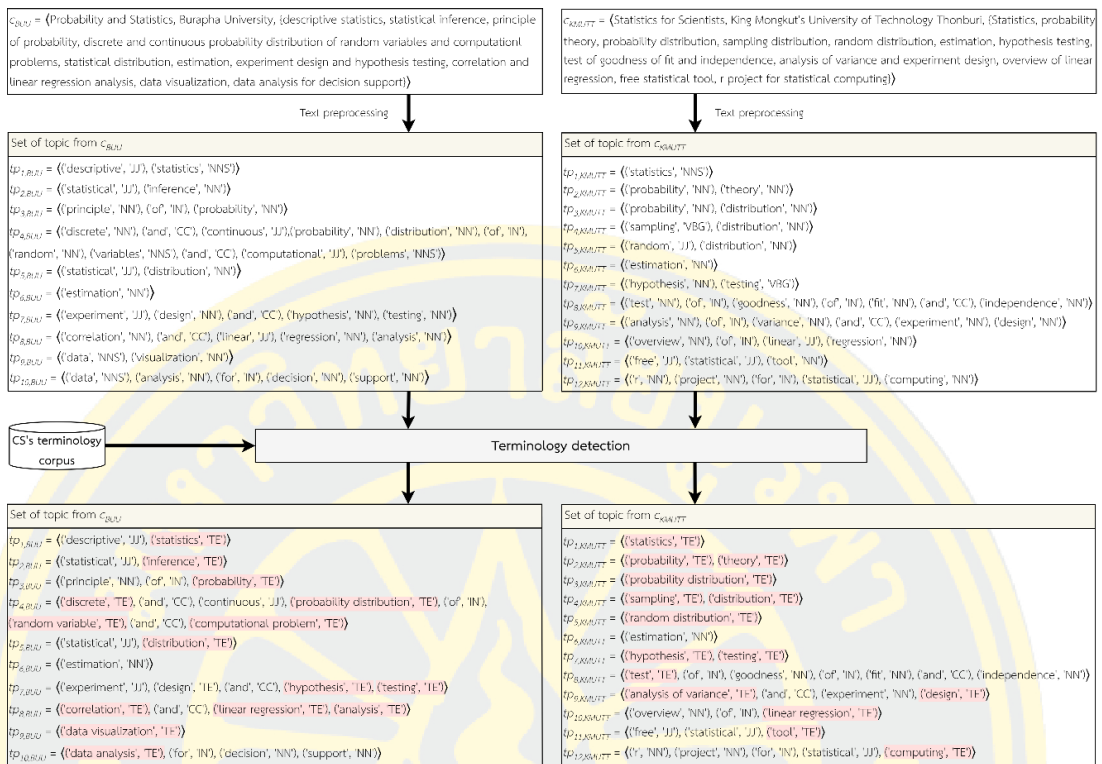 c_BUU = ⟨Probability and Statistics, Burapha University, {descriptive statistics, statistical inference, principle
of probability, discrete and continuous probability distribution of random variables and computationl
problems, statistical distribution, estimation, experiment design and hypothesis testing, correlation and
linear regression analysis, data visualization, data analysis for decision support}⟩
c_KMUTT = ⟨Statistics for Scientists, King Mongkut's University of Technology Thonburi, {Statistics, probability
theory, probability distribution, sampling distribution, random distribution, estimation, hypothesis testing,
test of goodness of fit and independence, analysis of variance and experiment design, overview of linear
regression, free statistical tool, r project for statistical computing}⟩
Text preprocessing
Text preprocessing
Set of topic from c_BUU
tp_1,BUU = ⟨('descriptive', 'JJ'), ('statistics', 'NNS')⟩
tp_2,BUU = ⟨('statistical', 'JJ'), ('inference', 'NN')⟩
tp_3,BUU = ⟨('principle', 'NN'), ('of', 'IN'), ('probability', 'NN')⟩
tp_4,BUU = ⟨('discrete', 'NN'), ('and', 'CC'), ('continuous', 'JJ'),('probability', 'NN'), ('distribution', 'NN'), ('of', 'IN'),
('random', 'NN'), ('variables', 'NNS'), ('and', 'CC'), ('computational', 'JJ'), ('problems', 'NNS')⟩
tp_5,BUU = ⟨('statistical', 'JJ'), ('distribution', 'NN')⟩
tp_6,BUU = ⟨('estimation', 'NN')⟩
tp_7,BUU = ⟨('experiment', 'JJ'), ('design', 'NN'), ('and', 'CC'), ('hypothesis', 'NN'), ('testing', 'NN')⟩
tp_8,BUU = ⟨('correlation', 'NN'), ('and', 'CC'), ('linear', 'JJ'), ('regression', 'NN'), ('analysis', 'NN')⟩
tp_9,BUU = ⟨('data', 'NNS'), ('visualization', 'NN')⟩
tp_10,BUU = ⟨('data', 'NNS'), ('analysis', 'NN'), ('for', 'IN'), ('decision', 'NN'), ('support', 'NN')⟩
Set of topic from c_KMUTT
tp_1,KMUTT = ⟨('statistics', 'NNS')⟩
tp_2,KMUTT = ⟨('probability', 'NN'), ('theory', 'NN')⟩
tp_3,KMUTT = ⟨('probability', 'NN'), ('distribution', 'NN')⟩
tp_4,KMUTT = ⟨('sampling', 'VBG'), ('distribution', 'NN')⟩
tp_5,KMUTT = ⟨('random', 'JJ'), ('distribution', 'NN')⟩
tp_6,KMUTT = ⟨('estimation', 'NN')⟩
tp_7,KMUTT = ⟨('hypothesis', 'NN'), ('testing', 'VBG')⟩
tp_8,KMUTT = ⟨('test', 'NN'), ('of', 'IN'), ('goodness', 'NN'), ('of', 'IN'), ('fit', 'NN'), ('and', 'CC'), ('independence', 'NN')⟩
tp_9,KMUTT = ⟨('analysis', 'NN'), ('of', 'IN'), ('variance', 'NN'), ('and', 'CC'), ('experiment', 'NN'), ('design', 'NN')⟩
tp_10,KMUTT = ⟨('overview', 'NN'), ('of', 'IN'), ('linear', 'JJ'), ('regression', 'NN')⟩
tp_11,KMUTT = ⟨('free', 'JJ'), ('statistical', 'JJ'), ('tool', 'NN')⟩
tp_12,KMUTT = ⟨('r', 'NN'), ('project', 'NN'), ('for', 'IN'), ('statistical', 'JJ'), ('computing', 'NN')⟩
CS's terminology
corpus
Terminology detection
Set of topic from c_BUU
tp_1,BUU = ⟨('descriptive', 'JJ'), ('statistics', 'TE')⟩
tp_2,BUU = ⟨('statistical', 'JJ'), ('inference', 'TE')⟩
tp_3,BUU = ⟨('principle', 'NN'), ('of', 'IN'), ('probability', 'TE')⟩
tp_4,BUU = ⟨('discrete', 'TE'), ('and', 'CC'), ('continuous', 'JJ'), ('probability distribution', 'TE'), ('of', 'IN'),
('random variable', 'TE'), ('and', 'CC'), ('computational problem', 'TE')⟩
tp_5,BUU = ⟨('statistical', 'JJ'), ('distribution', 'TE')⟩
tp_6,BUU = ⟨('estimation', 'NN')⟩
tp_7,BUU = ⟨('experiment', 'JJ'), ('design', 'TE'), ('and', 'CC'), ('hypothesis', 'TE'), ('testing', 'TE')⟩
tp_8,BUU = ⟨('correlation', 'TE'), ('and', 'CC'), ('linear regression', 'TE'), ('analysis', 'TE')⟩
tp_9,BUU = ⟨('data visualization', 'TE')⟩
tp_10,BUU = ⟨('data analysis', 'TE'), ('for', 'IN'), ('decision', 'NN'), ('support', 'NN')⟩
Set of topic from c_KMUTT
tp_1,KMUTT = ⟨('statistics', 'TE')⟩
tp_2,KMUTT = ⟨('probability', 'TE'), ('theory', 'TE')⟩
tp_3,KMUTT = ⟨('probability distribution', 'TE')⟩
tp_4,KMUTT = ⟨('sampling', 'TE'), ('distribution', 'TE')⟩
tp_5,KMUTT = ⟨('random distribution', 'TE')⟩
tp_6,KMUTT = ⟨('estimation', 'NN')⟩
tp_7,KMUTT = ⟨('hypothesis', 'TE'), ('testing', 'TE')⟩
tp_8,KMUTT = ⟨('test', 'TE'), ('of', 'IN'), ('goodness', 'NN'), ('of', 'IN'), ('fit', 'NN'), ('and', 'CC'), ('independence', 'NN')⟩
tp_9,KMUTT = ⟨('analysis of variance', 'TE'), ('and', 'CC'), ('experiment', 'NN'), ('design', 'TE')⟩
tp_10,KMUTT = ⟨('overview', 'NN'), ('of', 'IN'), ('linear regression', 'TE')⟩
tp_11,KMUTT = ⟨('free', 'JJ'), ('statistical', 'JJ'), ('tool', 'TE')⟩
tp_12,KMUTT = ⟨('r', 'NN'), ('project', 'NN'), ('for', 'IN'), ('statistical', 'JJ'), ('computing', 'TE')⟩